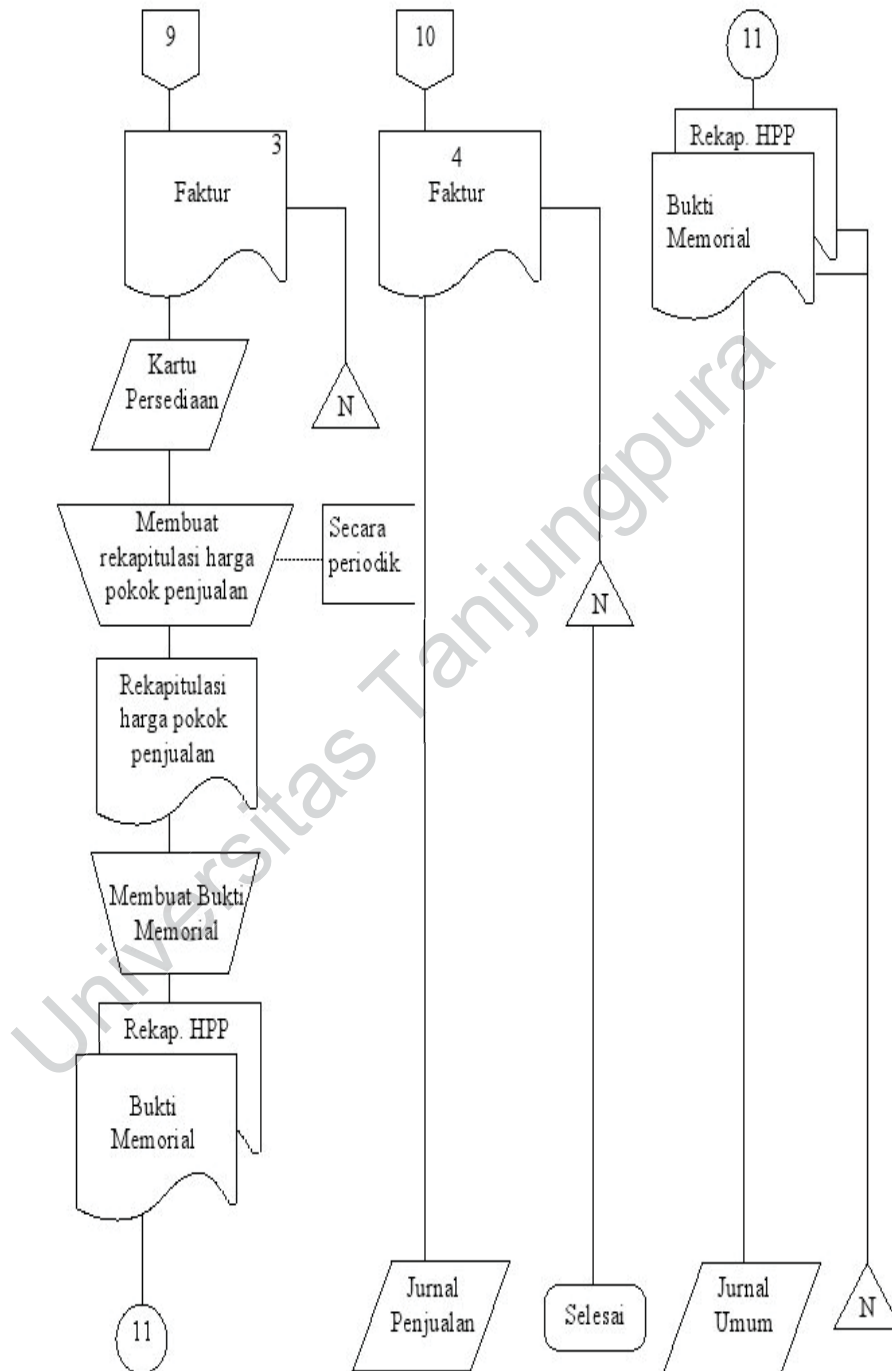 9
3
Faktur
N
Kartu
Persediaan
Membuat
rekapitulasi harga
pokok penjualan
Secara
periodik
Rekapitulasi
harga pokok
penjualan
Membuat Bukti
Memorial
Rekap. HPP
Bukti
Memorial
11
10
4
Faktur
N
Jurnal
Penjualan
Selesai
11
Rekap. HPP
Bukti
Memorial
Jurnal
Umum
N
Universitas Tanjungpura